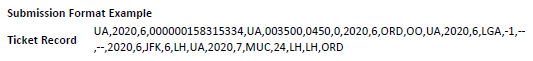 Submission Format Example
Ticket Record
UA,2020,6,000000158315334,UA,003500,0450,0,2020,6,ORD,OO,UA,2020,6,LGA,-1,--
,--,2020,6,JFK,6,LH,UA,2020,7,MUC,24,LH,LH,ORD